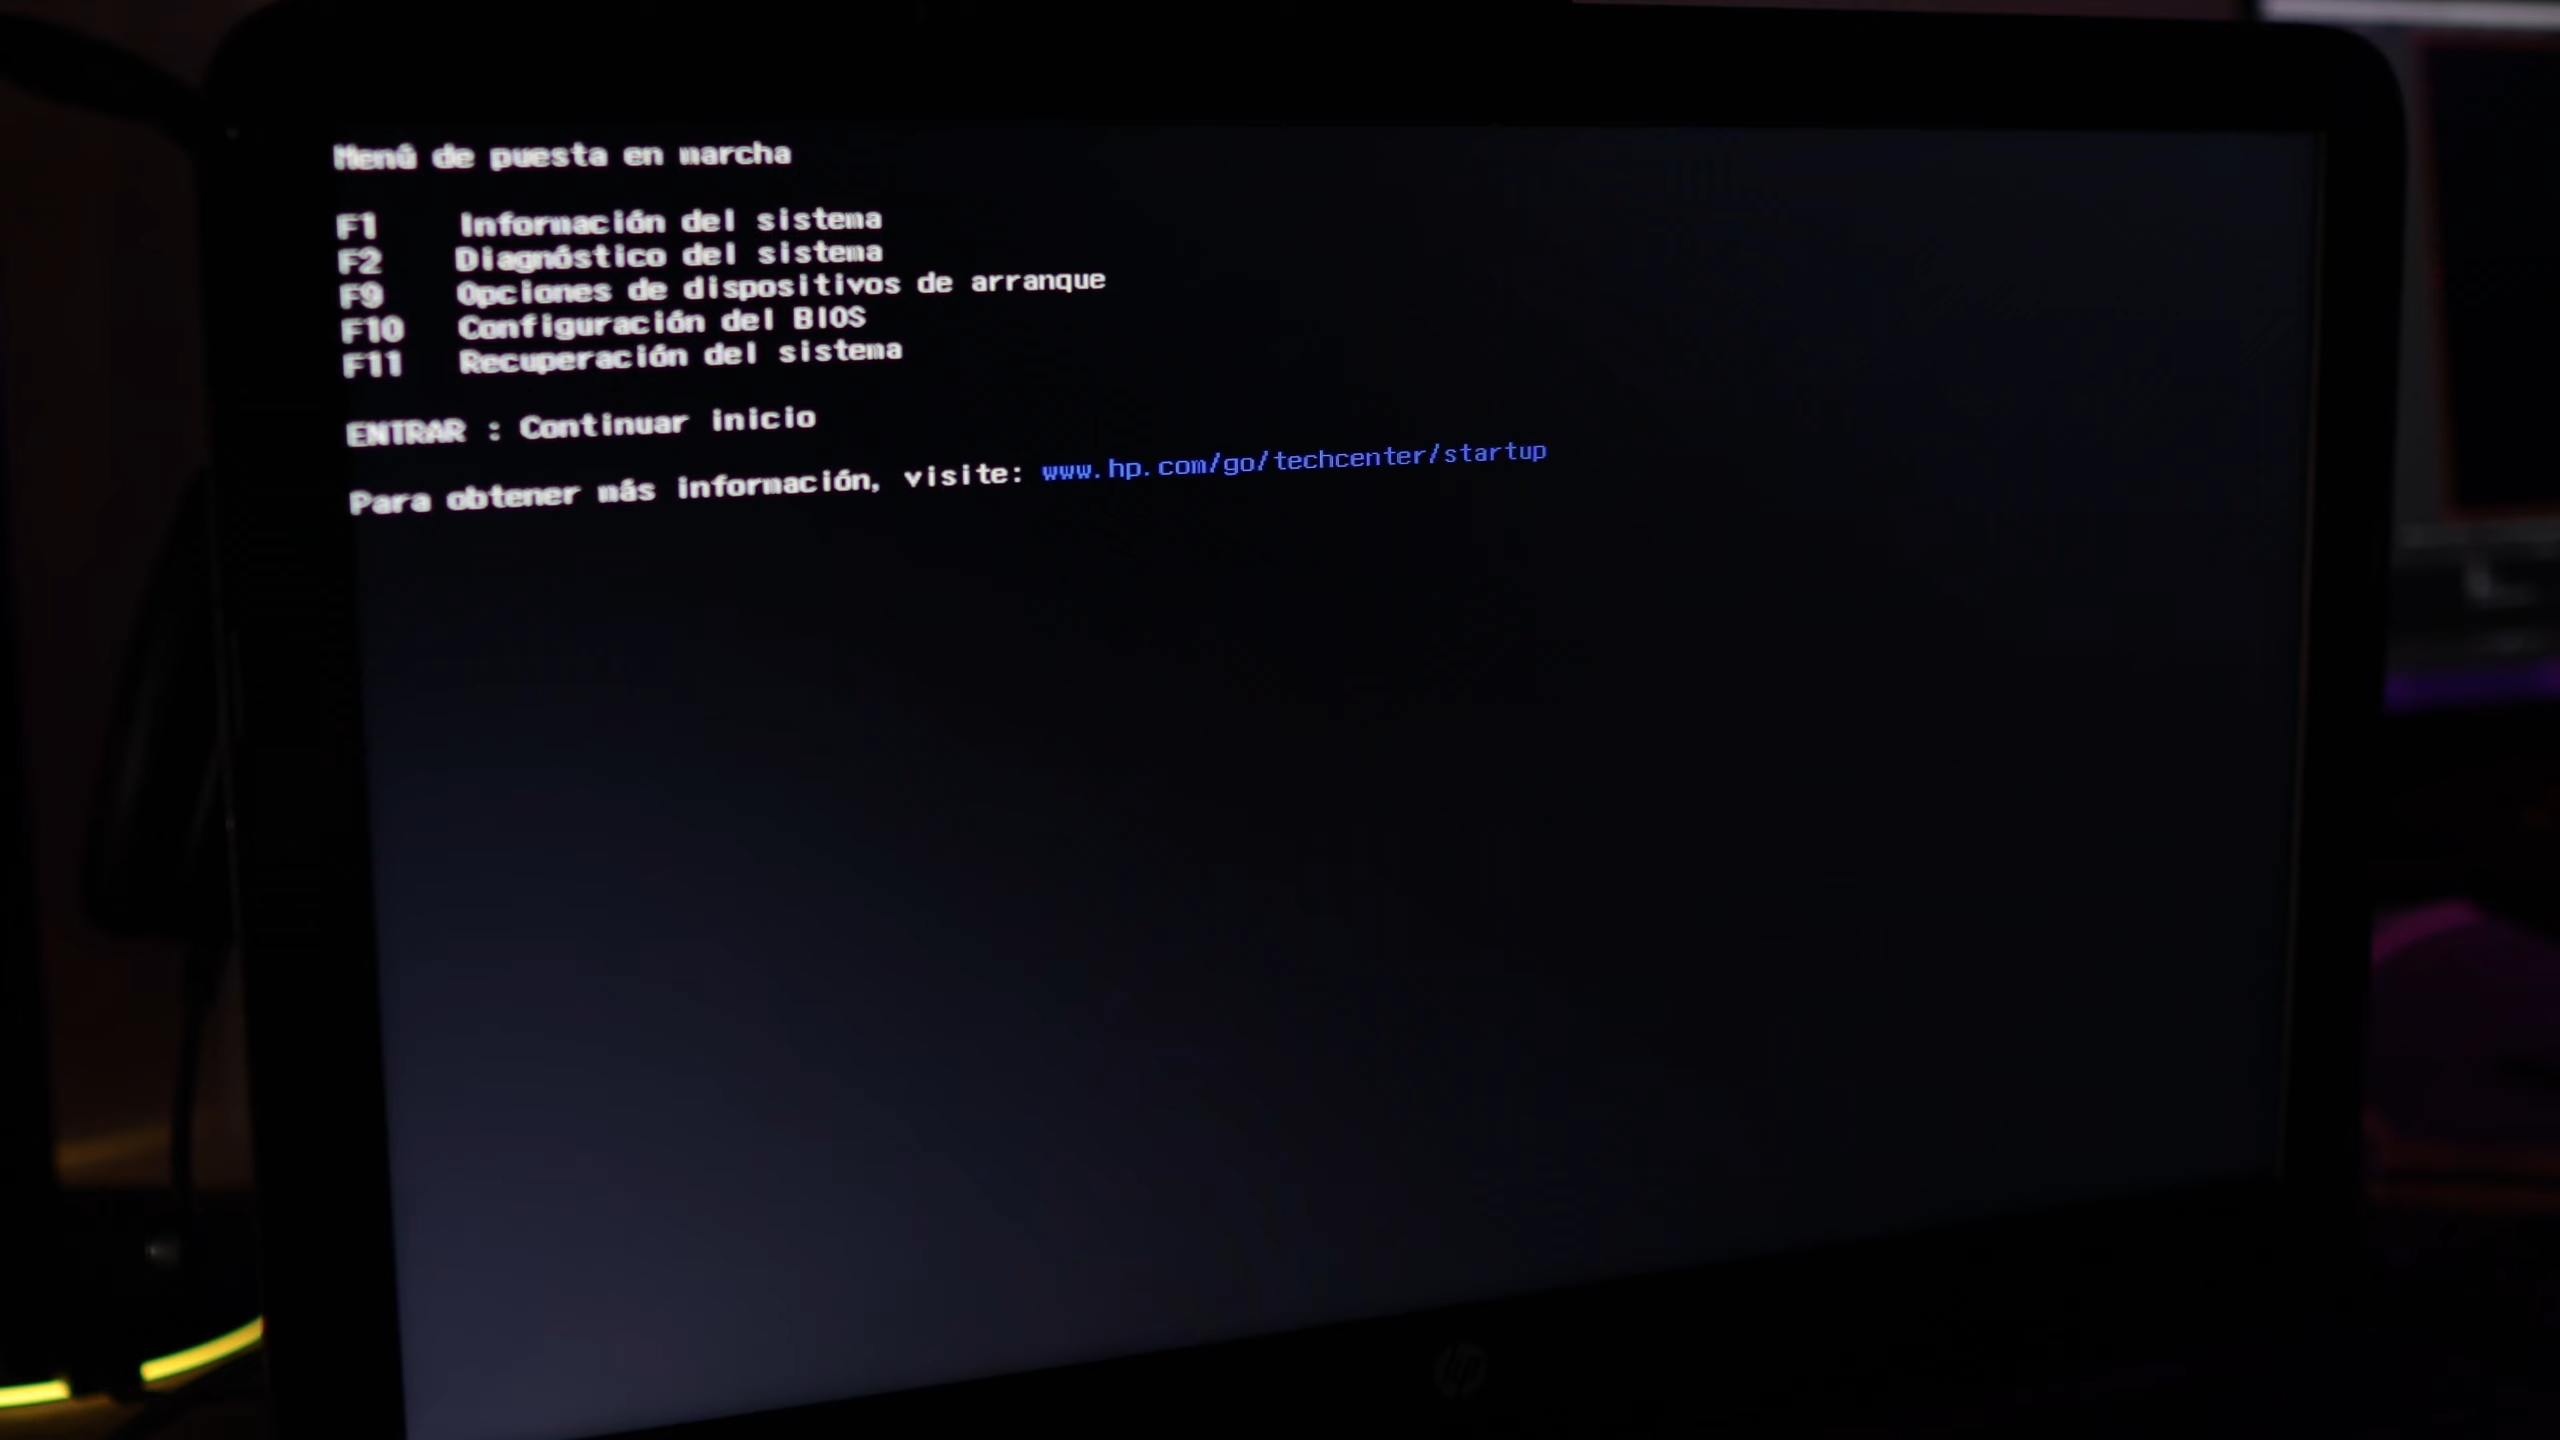 Menú de puesta en marcha
F1 Información del sistema
F2 Diagnóstico del sistema
F9 Opciones de dispositivos de arranque
F10 Configuración del BIOS
F11 Recuperación del sistema
ENTRAR : Continuar inicio
Para obtener más información, visite: www.hp.com/go/techcenter/startup
hp